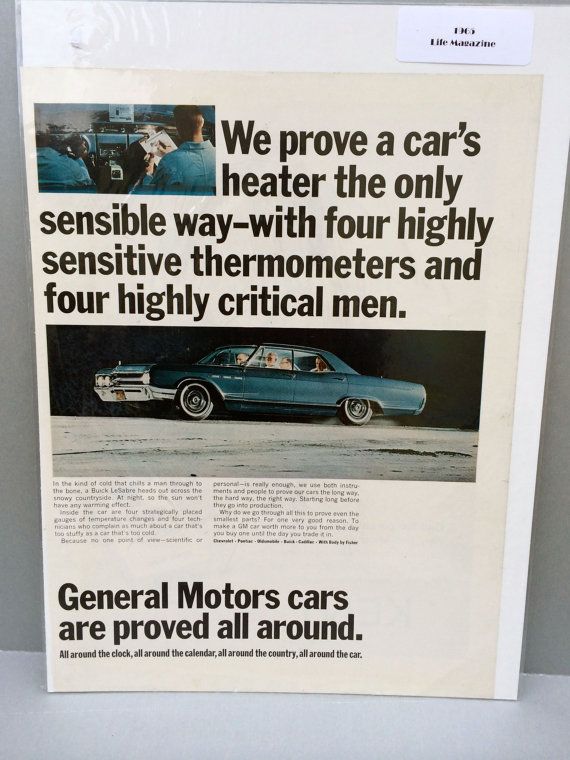 1965
Life Magazine
We prove a car's
heater the only
sensible way–with four highly
sensitive thermometers and
four highly critical men.
In the kind of cold that chills a man through to
the bone, a Buick LeSabre heads out across the
snowy countryside. At night, so the sun won't
have any warming effect.
Inside the car are four strategically placed
gauges of temperature changes and four tech-
nicians who complain as much about a car that's
too stuffy as a car that's too cold.
Because no one point of view—scientific or
personal—is really enough, we use both instru-
ments and people to prove our cars the long way,
the hard way, the right way. Starting long before
they go into production.
Why do we go through all this to prove even the
smallest parts? For one very good reason. To
make a GM car worth more to you from the day
you buy one until the day you trade it in.
Chevrolet · Pontiac · Oldsmobile · Buick · Cadillac · With Body by Fisher
General Motors cars
are proved all around.
All around the clock, all around the calendar, all around the country, all around the car.